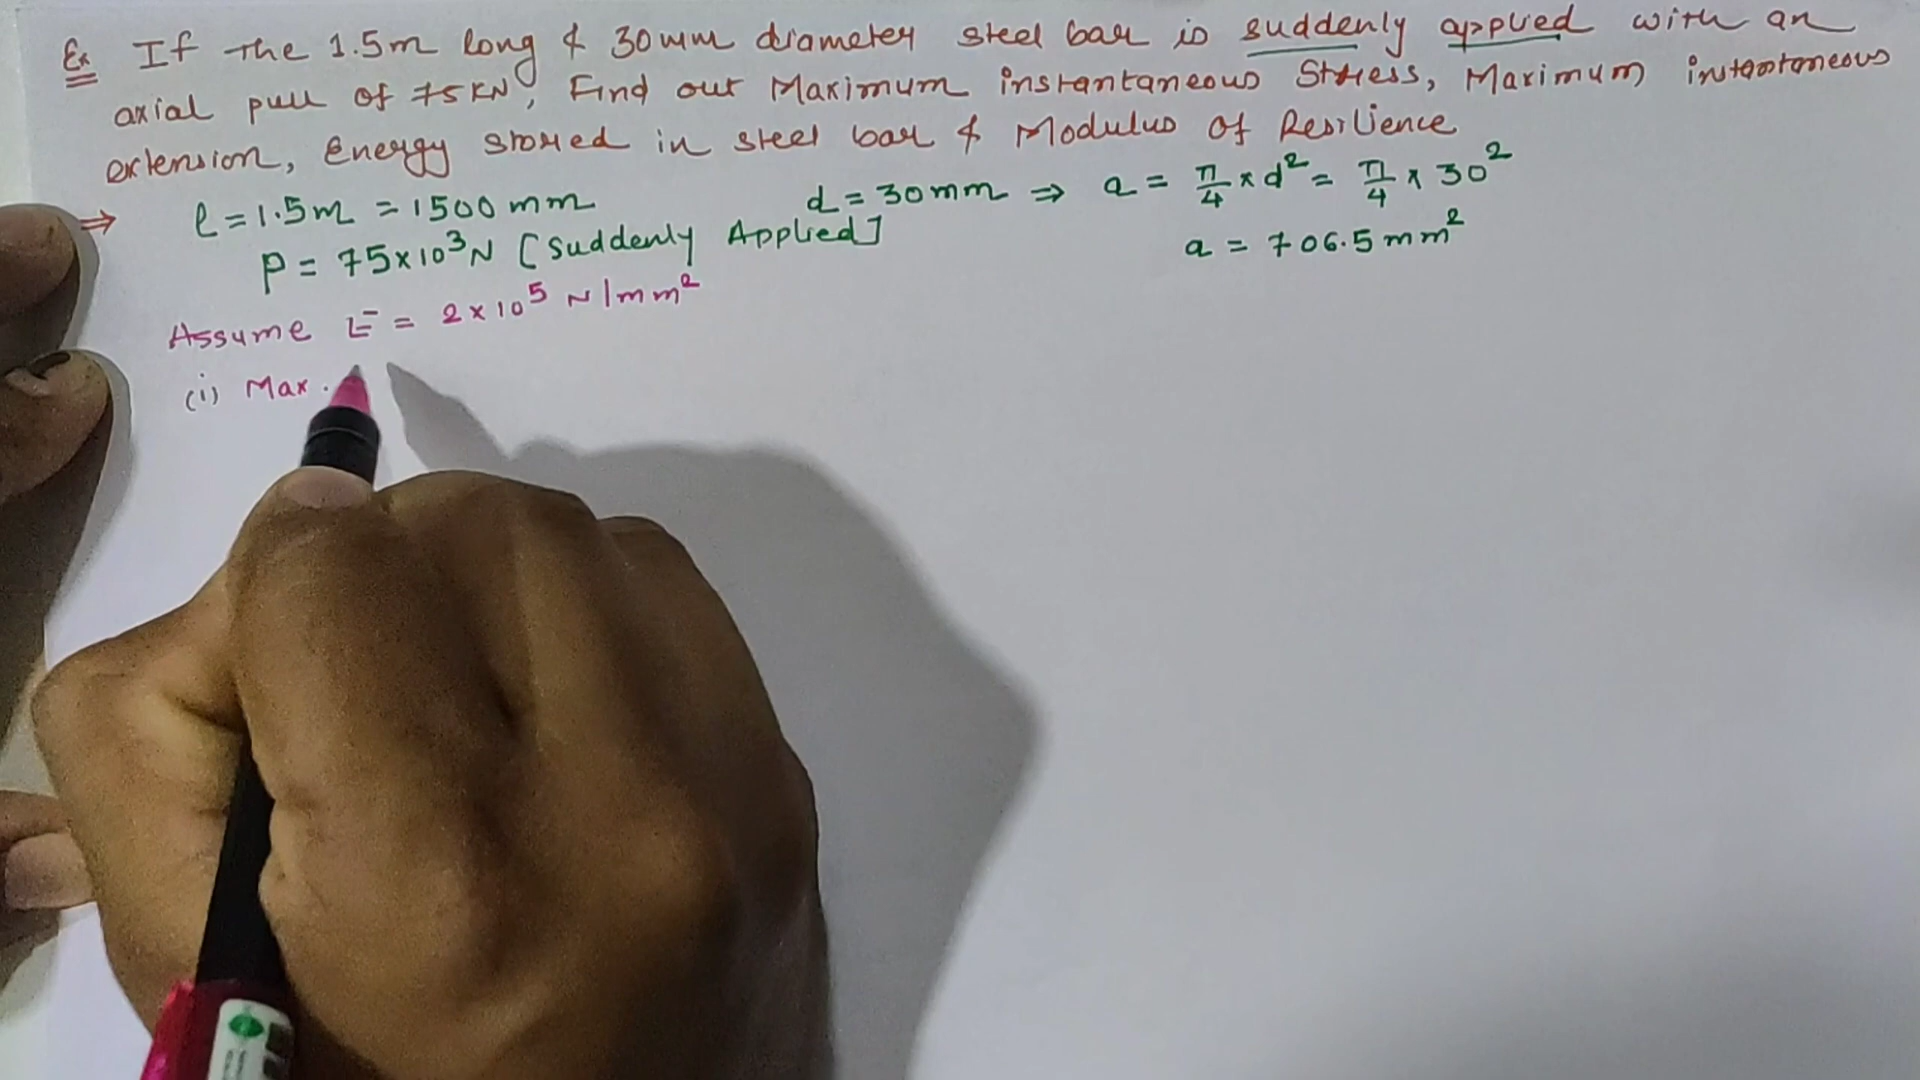 Ex If the 1.5m long & 30mm diameter steel bar is suddenly applied with an
axial pull of 75KN, Find out Maximum instantaneous Stress, Maximum instantaneous
extension, Energy stored in steel bar & Modulus of Resilience
⇒ l = 1.5m = 1500 mm d = 30mm ⇒ a = π/4 × d² = π/4 × 30²
P = 75×10³N [Suddenly Applied] a = 706.5 mm²
Assume E = 2×10⁵ N/mm²
(i) Max.